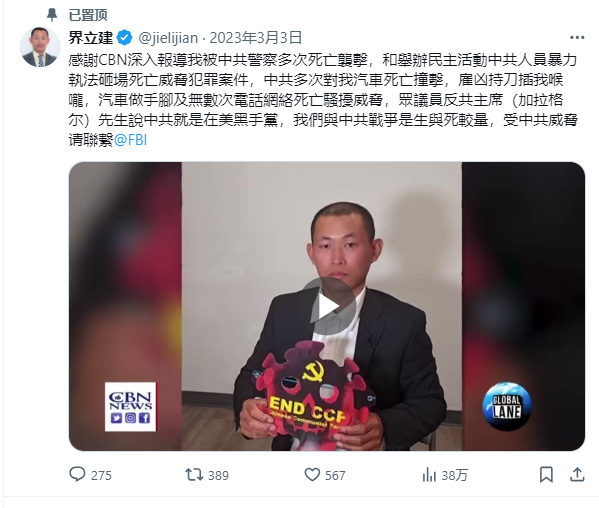 已置顶
界立建 @jielijian · 2023年3月3日
感謝CBN深入報導我被中共警察多次死亡襲擊，和舉辦民主活動中共人員暴力
執法砸場死亡威脅犯罪案件，中共多次對我汽車死亡撞擊，雇凶持刀插我喉
嚨，汽車做手腳及無數次電話網絡死亡騷擾威脅，眾議員反共主席（加拉格
尔）先生說中共就是在美黑手黨，我們與中共戰爭是生與死較量，受中共威脅
请聯繫@FBI
END CCP
Chinese Communist Party
CBN
NEWS
GLOBAL
LANE
275
389
567
38万